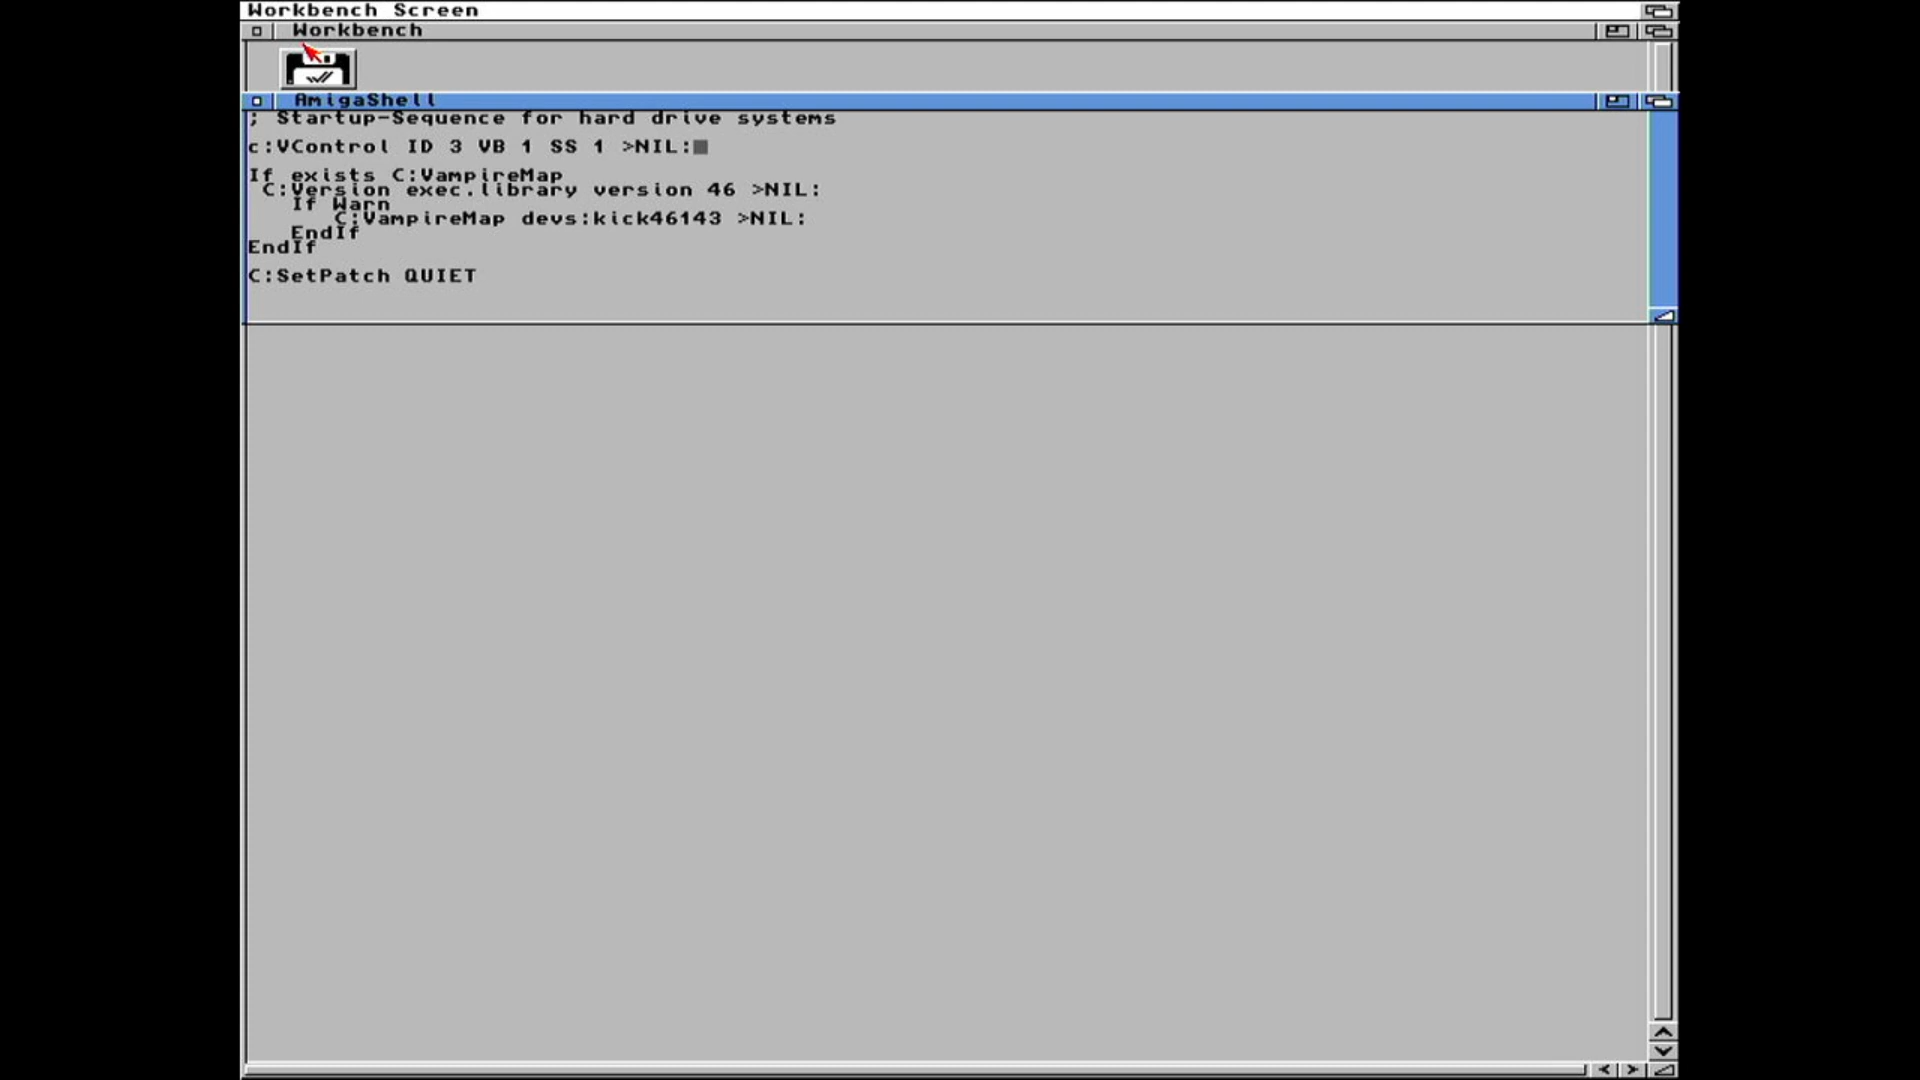 Workbench Screen
Workbench
AmigaShell
; Startup-Sequence for hard drive systems
c:VControl ID 3 VB 1 SS 1 >NIL:
If exists C:VampireMap
C:Version exec.library version 46 >NIL:
If Warn
C:VampireMap devs:kick46143 >NIL:
EndIf
EndIf
C:SetPatch QUIET